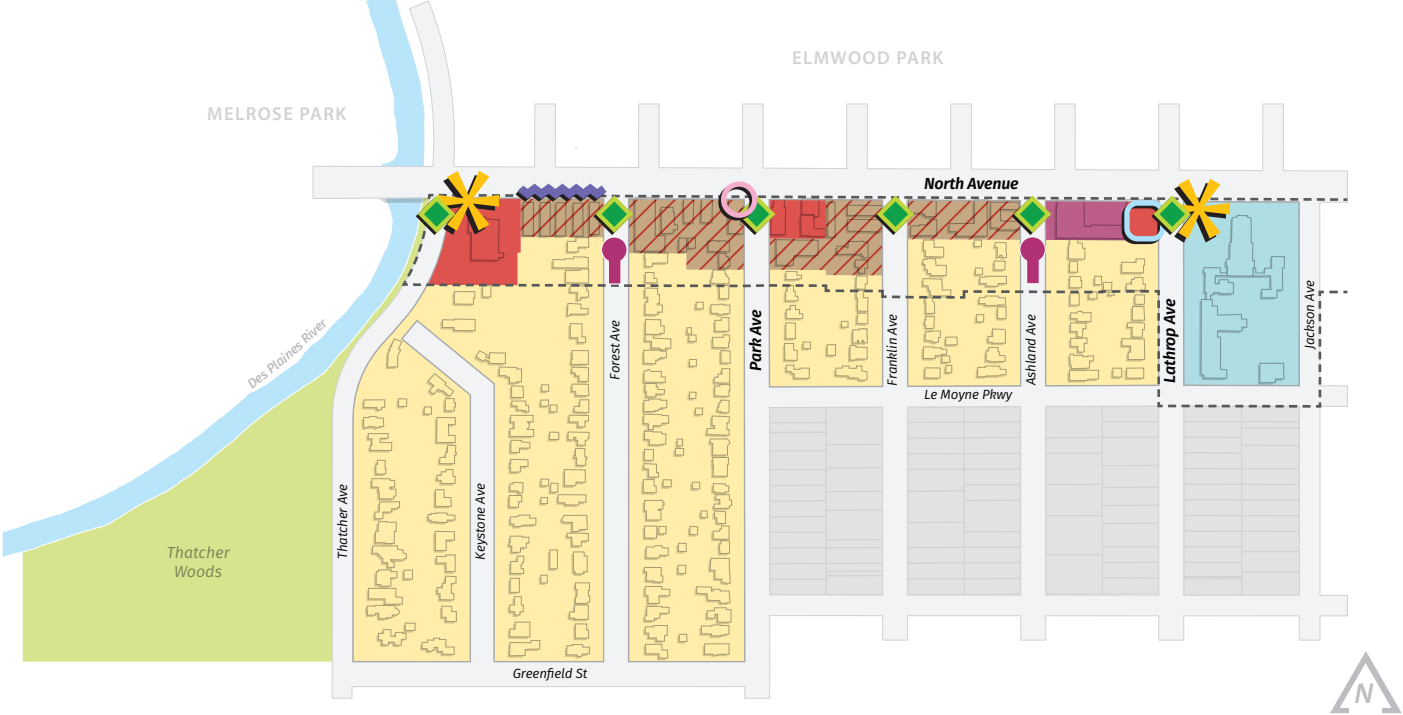 ELMWOOD PARK
MELROSE PARK
North Avenue
Des Plaines River
Forest Ave
Park Ave
Franklin Ave
Ashland Ave
Lathrop Ave
Jackson Ave
Le Moyne Pkwy
Thatcher Ave
Keystone Ave
Thatcher
Woods
Greenfield St
N